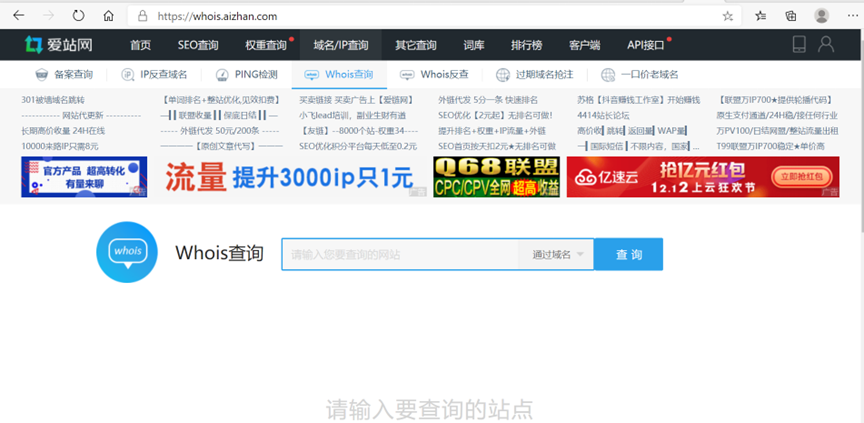 https://whois.aizhan.com
爱站网 首页 SEO查询 权重查询 域名/IP查询 其它查询 词库 排行榜 客户端 API接口
备案查询 IP反查域名 PING检测 Whois查询 Whois反查 过期域名抢注 一口价老域名
301被墙域名跳转 【单词排名+整站优化,见效扣费】 买卖链接 买卖广告上【爱链网】 外链代发 5分一条 快速排名 苏格【抖音赚钱工作室】开始赚钱 【联盟万IP700★提供轮播代码】
----------- 网站代更新 ----------- 联盟收量 保底日结 小飞lead培训，副业生财有道 SEO优化【2元起】无排名可做! 4414站长论坛 原生支付通道/24H稳/接任何行业
长期高价收量 24H在线 ----- 外链代发 50元/200条 ----- 【友链】--8000个站-权重34---- 提升排名+权重+IP流量+外链 高价收 跳转 返回量 WAP量 万PV100/日结网盟/整站流量出租
10000来路IP只需8元 【原创文章代写】 SEO优化积分平台每天低至0.2元 SEO首页按天扣2元★无排名可做 国际短信 不限内容、国家 ... T99联盟万IP700稳定★单价高
官方产品 超高转化
有量来聊
广告
流量 提升3000ip只1元
广告
Q68联盟
CPC/CPV全网 超高收益
亿速云 抢亿元红包
12.12上云狂欢节
立即抢红包
广告
whois
Whois查询 请输入您要查询的网站 通过域名 查 询
请输入要查询的站点